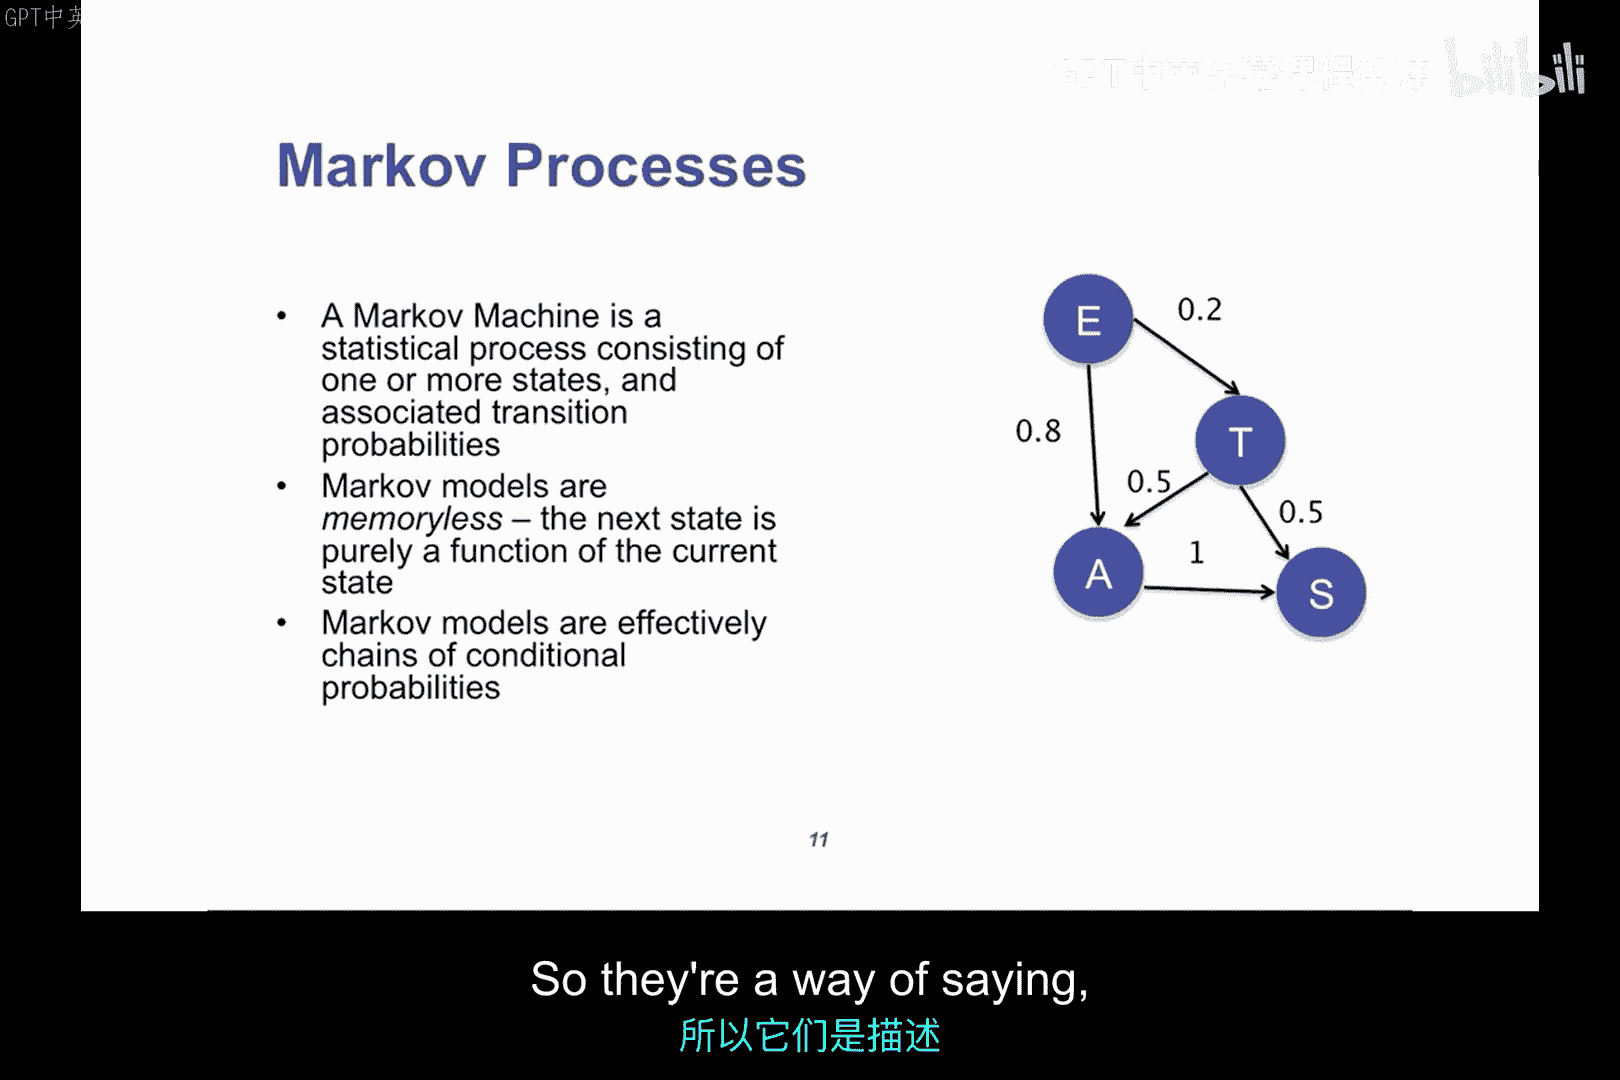 GPT中英
bilibili
Markov Processes
• A Markov Machine is a
statistical process consisting of
one or more states, and
associated transition
probabilities
• Markov models are
memoryless – the next state is
purely a function of the current
state
• Markov models are effectively
chains of conditional
probabilities
E
0.2
0.8
T
0.5
0.5
A
1
S
11
So they're a way of saying,
所以它们是描述